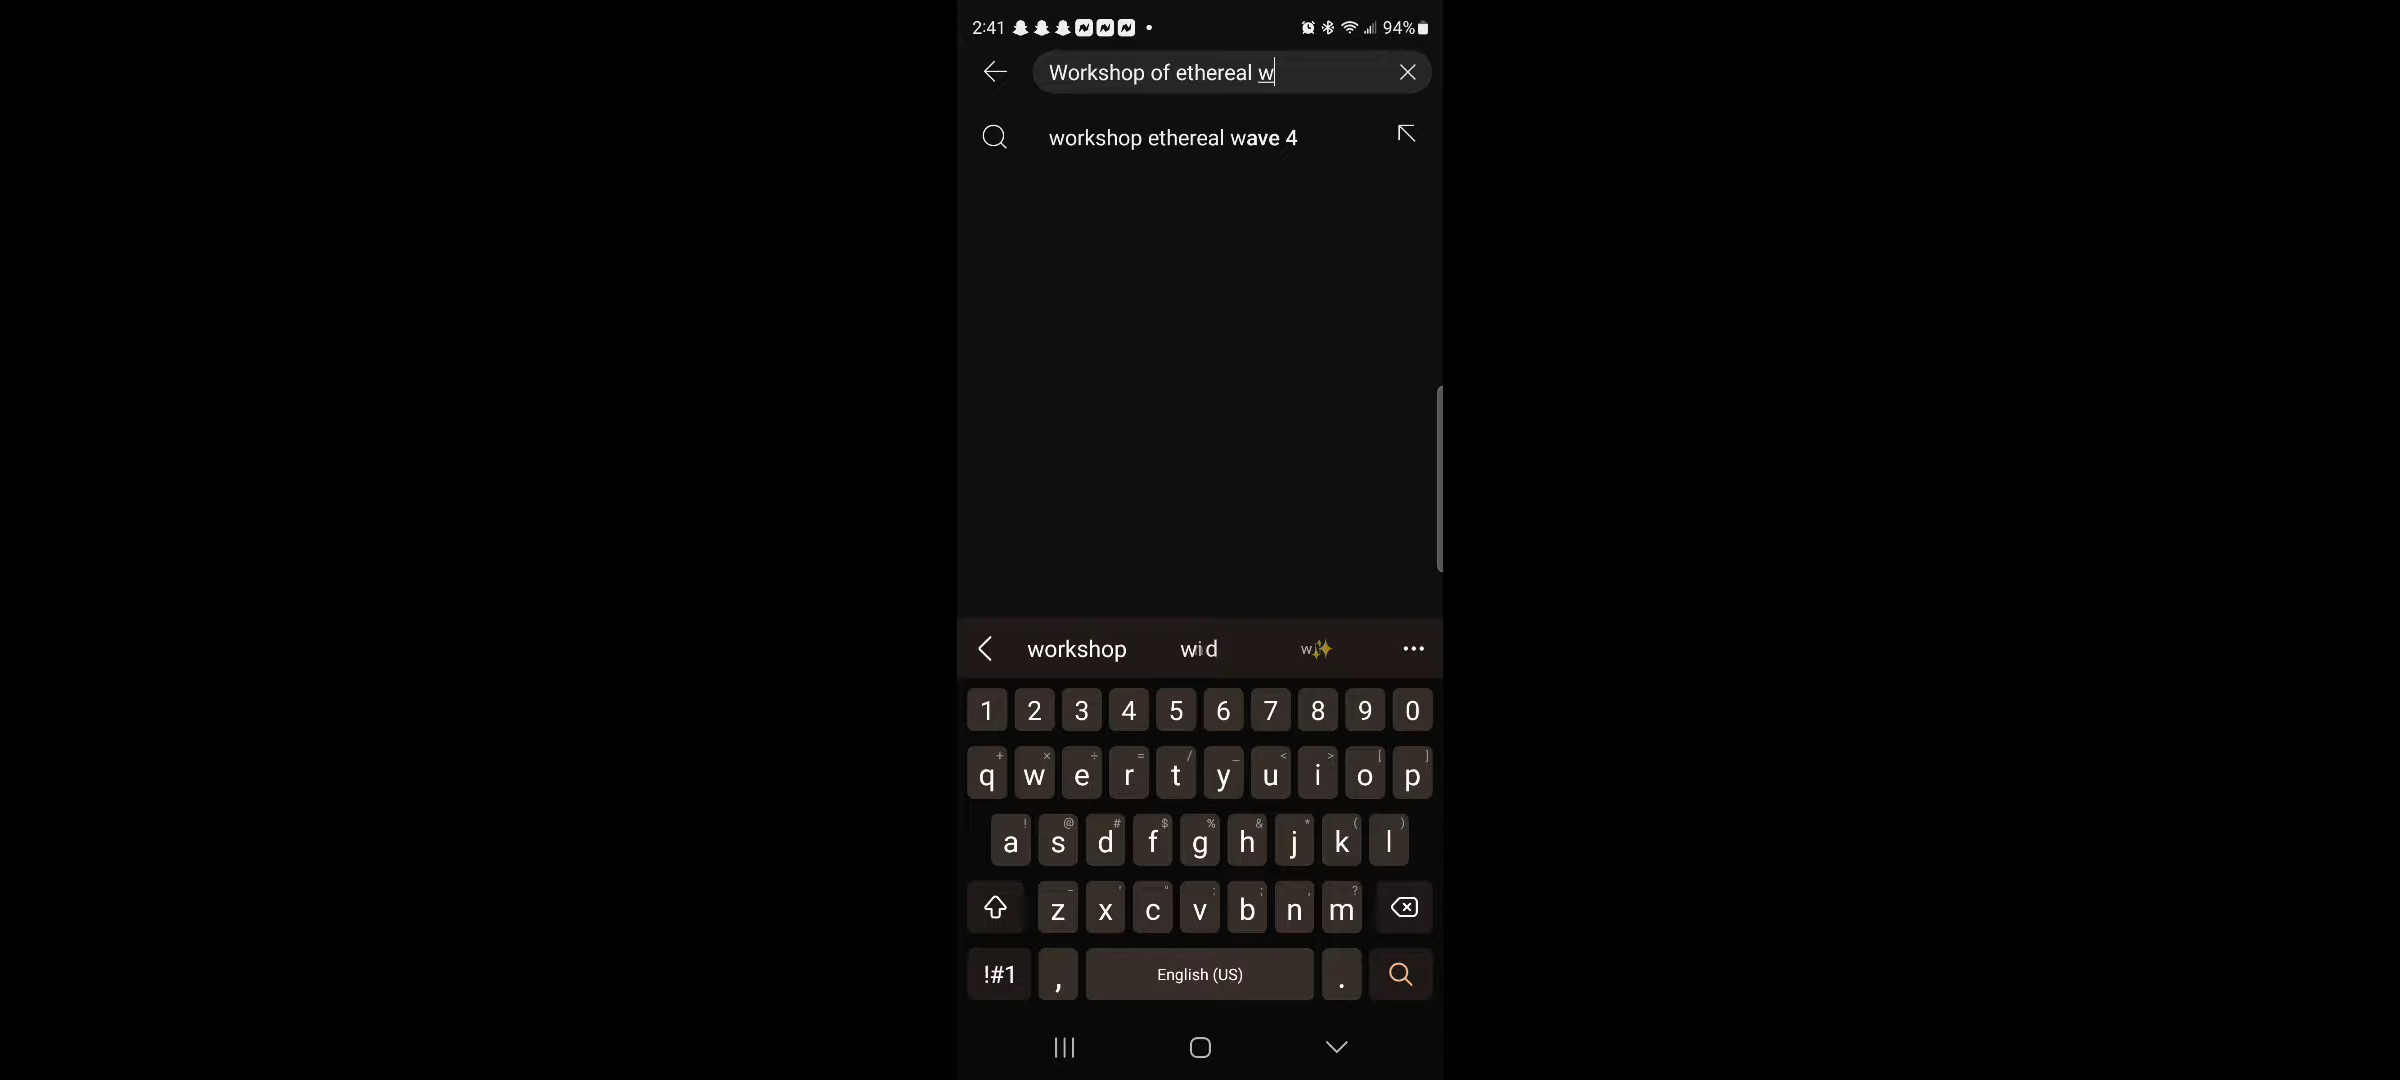 2:41 94%
Workshop of ethereal w
workshop ethereal wave 4
workshop
1 2 3 4 5 6 7 8 9 0
+ × ÷ = / _ < > [ ]
q w e r t y u i o p
! @ # $ % & * ( )
a s d f g h j k l
- ' " : ; , ?
z x c v b n m
!#1 , English (US) .